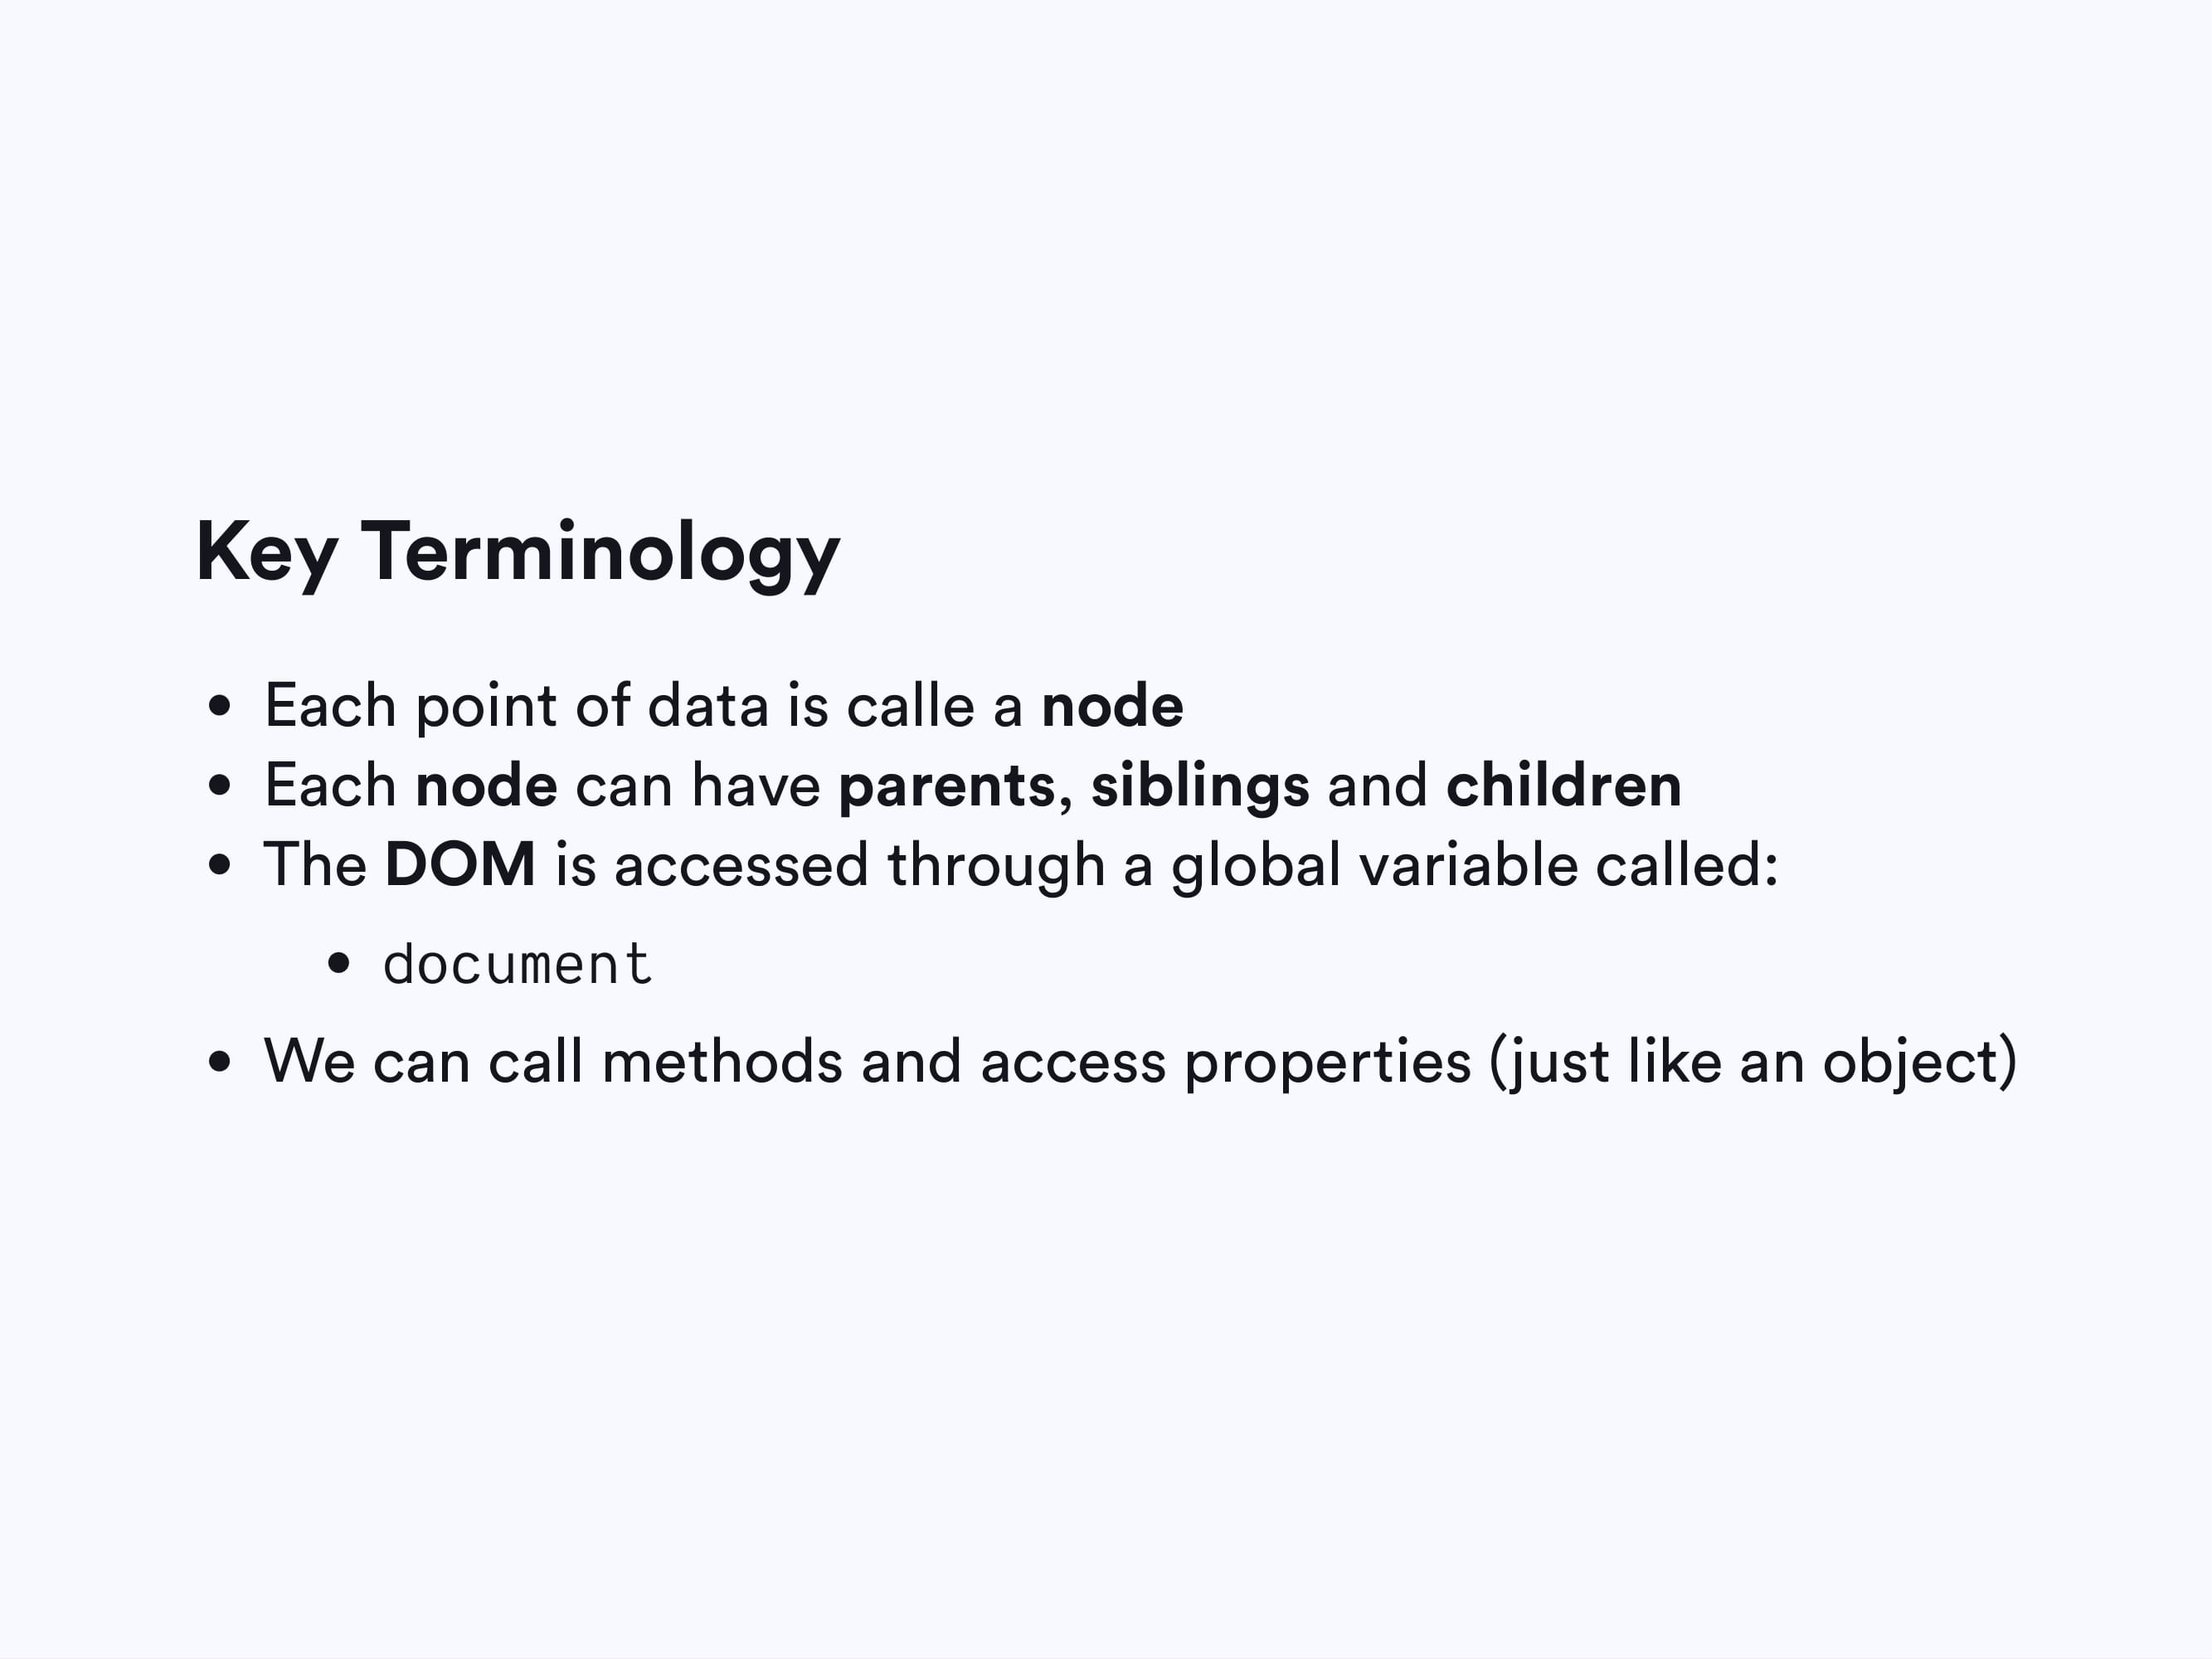 Key Terminology
• Each point of data is calle a node
• Each node can have parents, siblings and children
• The DOM is accessed through a global variable called:
• document
• We can call methods and access properties (just like an object)